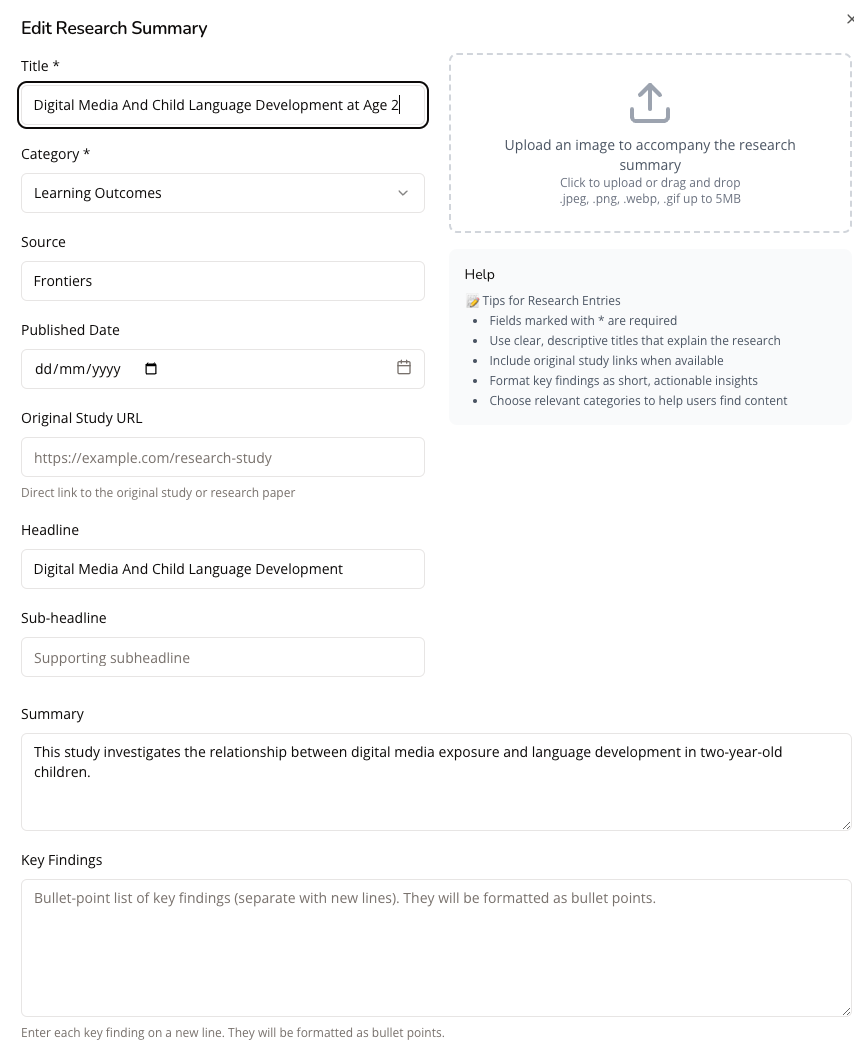 Edit Research Summary
Title *
Digital Media And Child Language Development at Age 2
Category *
Learning Outcomes
Source
Frontiers
Published Date
dd/mm/yyyy
Original Study URL
https://example.com/research-study
Direct link to the original study or research paper
Headline
Digital Media And Child Language Development
Sub-headline
Supporting subheadline
Upload an image to accompany the research
summary
Click to upload or drag and drop
.jpeg, .png, .webp, .gif up to 5MB
Help
📝 Tips for Research Entries
• Fields marked with * are required
• Use clear, descriptive titles that explain the research
• Include original study links when available
• Format key findings as short, actionable insights
• Choose relevant categories to help users find content
Summary
This study investigates the relationship between digital media exposure and language development in two-year-old
children.
Key Findings
Bullet-point list of key findings (separate with new lines). They will be formatted as bullet points.
Enter each key finding on a new line. They will be formatted as bullet points.